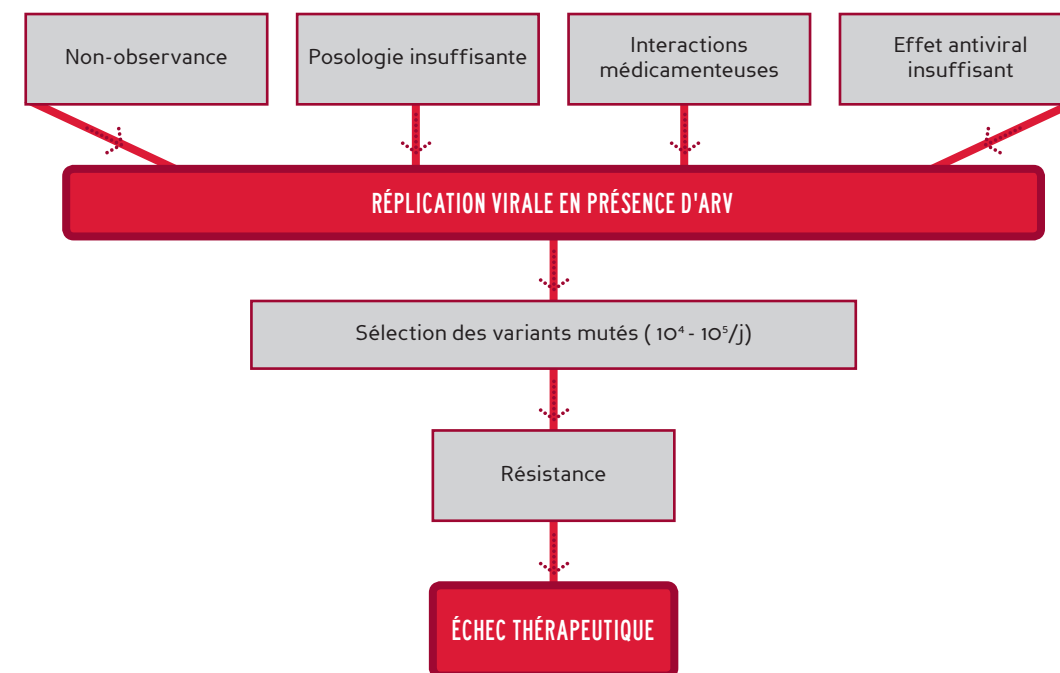 Non-observance
Posologie insuffisante
Interactions
médicamenteuses
Effet antiviral
insuffisant
RÉPLICATION VIRALE EN PRÉSENCE D'ARV
Sélection des variants mutés ( 10⁴ - 10⁵/j)
Résistance
ÉCHEC THÉRAPEUTIQUE